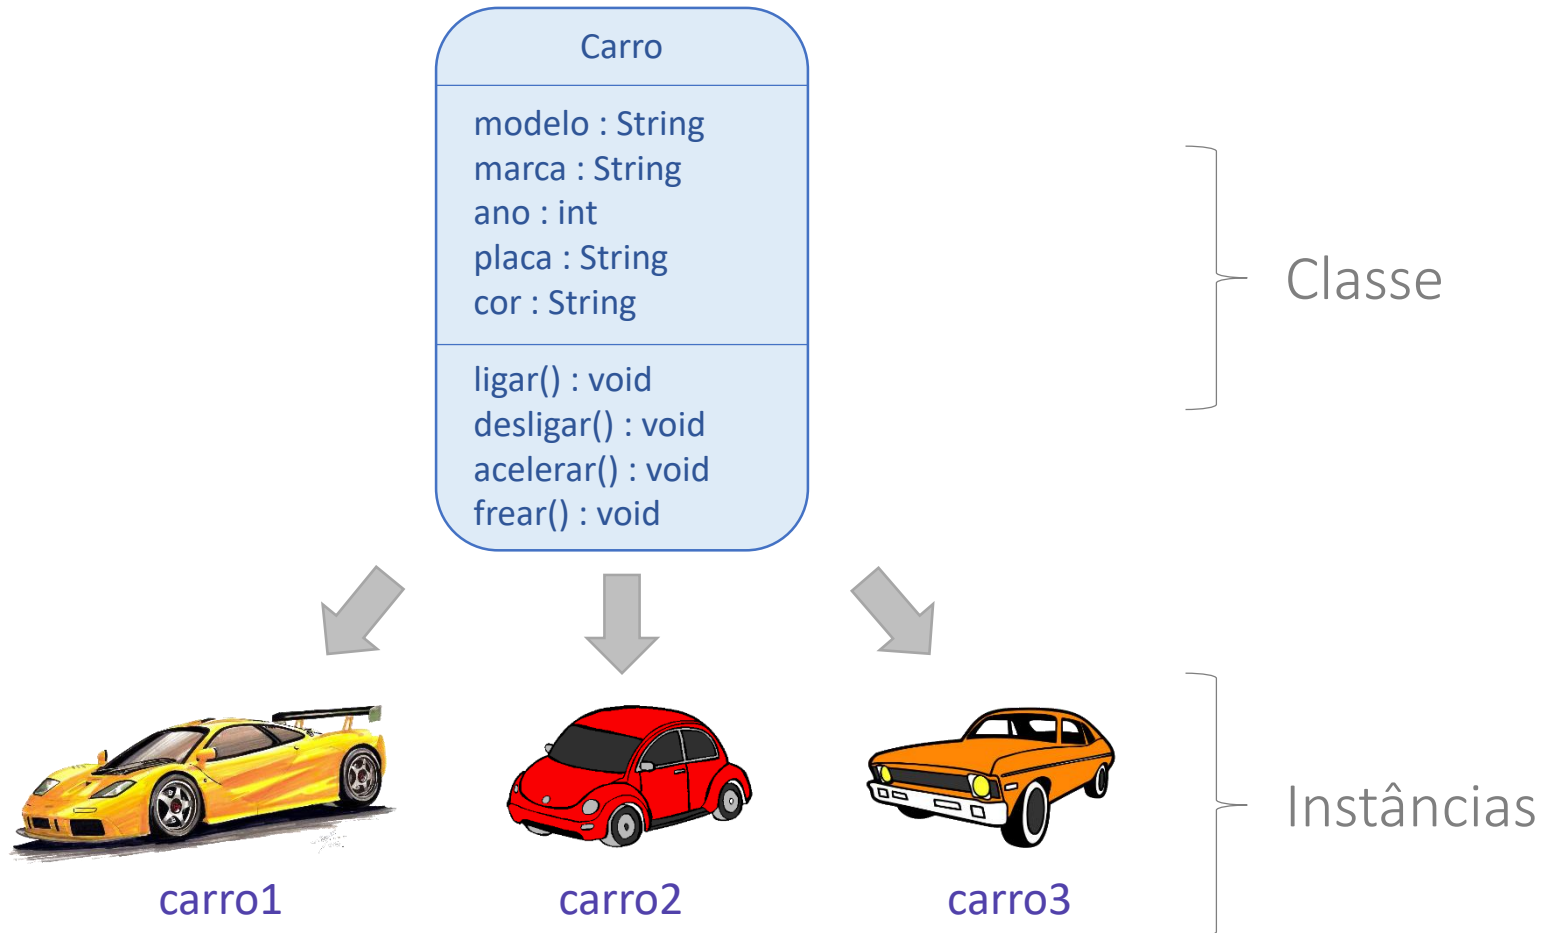 Carro
modelo : String
marca : String
ano : int
placa : String
cor : String
ligar() : void
desligar() : void
acelerar() : void
frear() : void
Classe
carro1
carro2
carro3
Instâncias